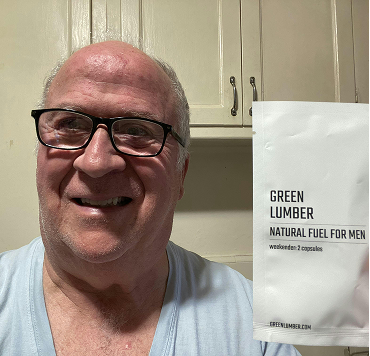 GREEN
LUMBER
NATURAL FUEL FOR MEN
weekender: 2 capsules
GREENLUMBER.COM